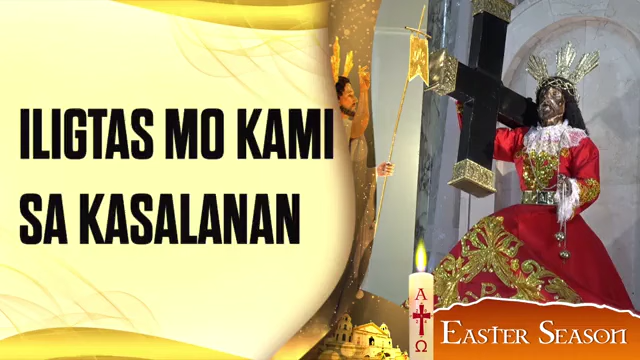 ILIGTAS MO KAMI
SA KASALANAN
Α
Ω
EASTER SEASON